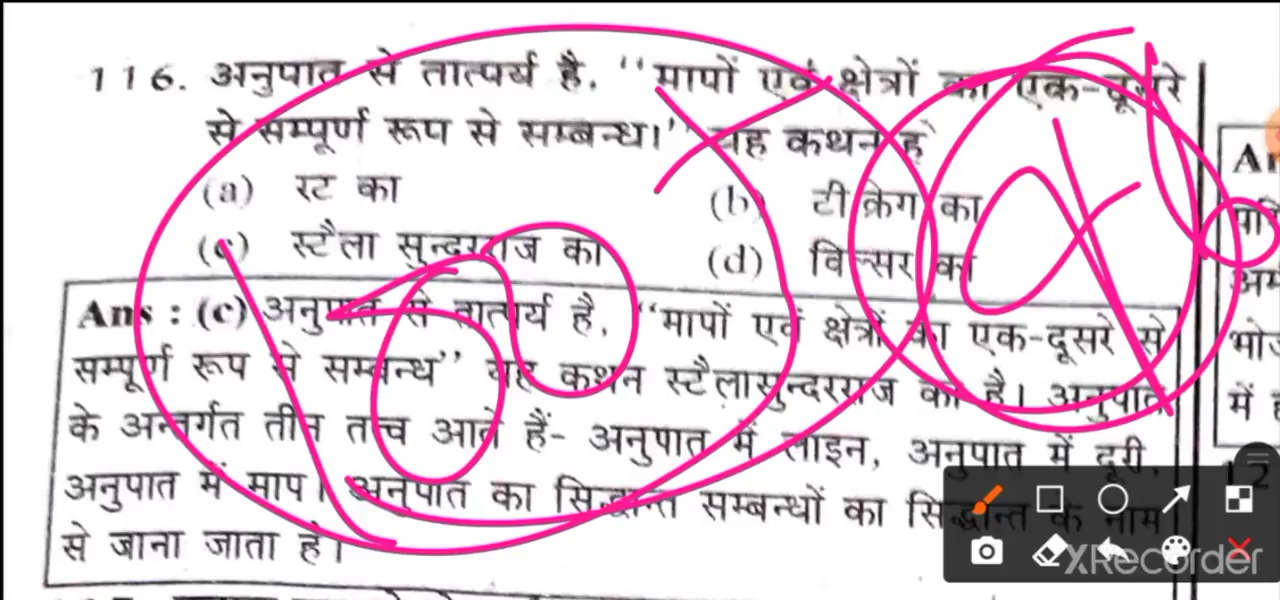 116. अनुपात से तात्पर्य है, ‘‘मापों एवं क्षेत्रों का एक-दूसरे
से सम्पूर्ण रूप से सम्बन्ध।’’ यह कथन है
(a) रट का (b) टी क्रेग का
(c) स्टैला सुन्दरराज का (d) विल्सर का
Ans : (c) अनुपात से तात्पर्य है, ‘‘मापों एवं क्षेत्रों का एक-दूसरे से
सम्पूर्ण रूप से सम्बन्ध’’ यह कथन स्टैलासुन्दरराज का है। अनुपात
के अन्तर्गत तीन तत्व आते हैं- अनुपात में लाइन, अनुपात में दूरी,
अनुपात में माप। अनुपात का सिद्धान्त सम्बन्धों का सिद्धान्त के नाम
से जाना जाता है।
An
भोज
में
12
XRecorder